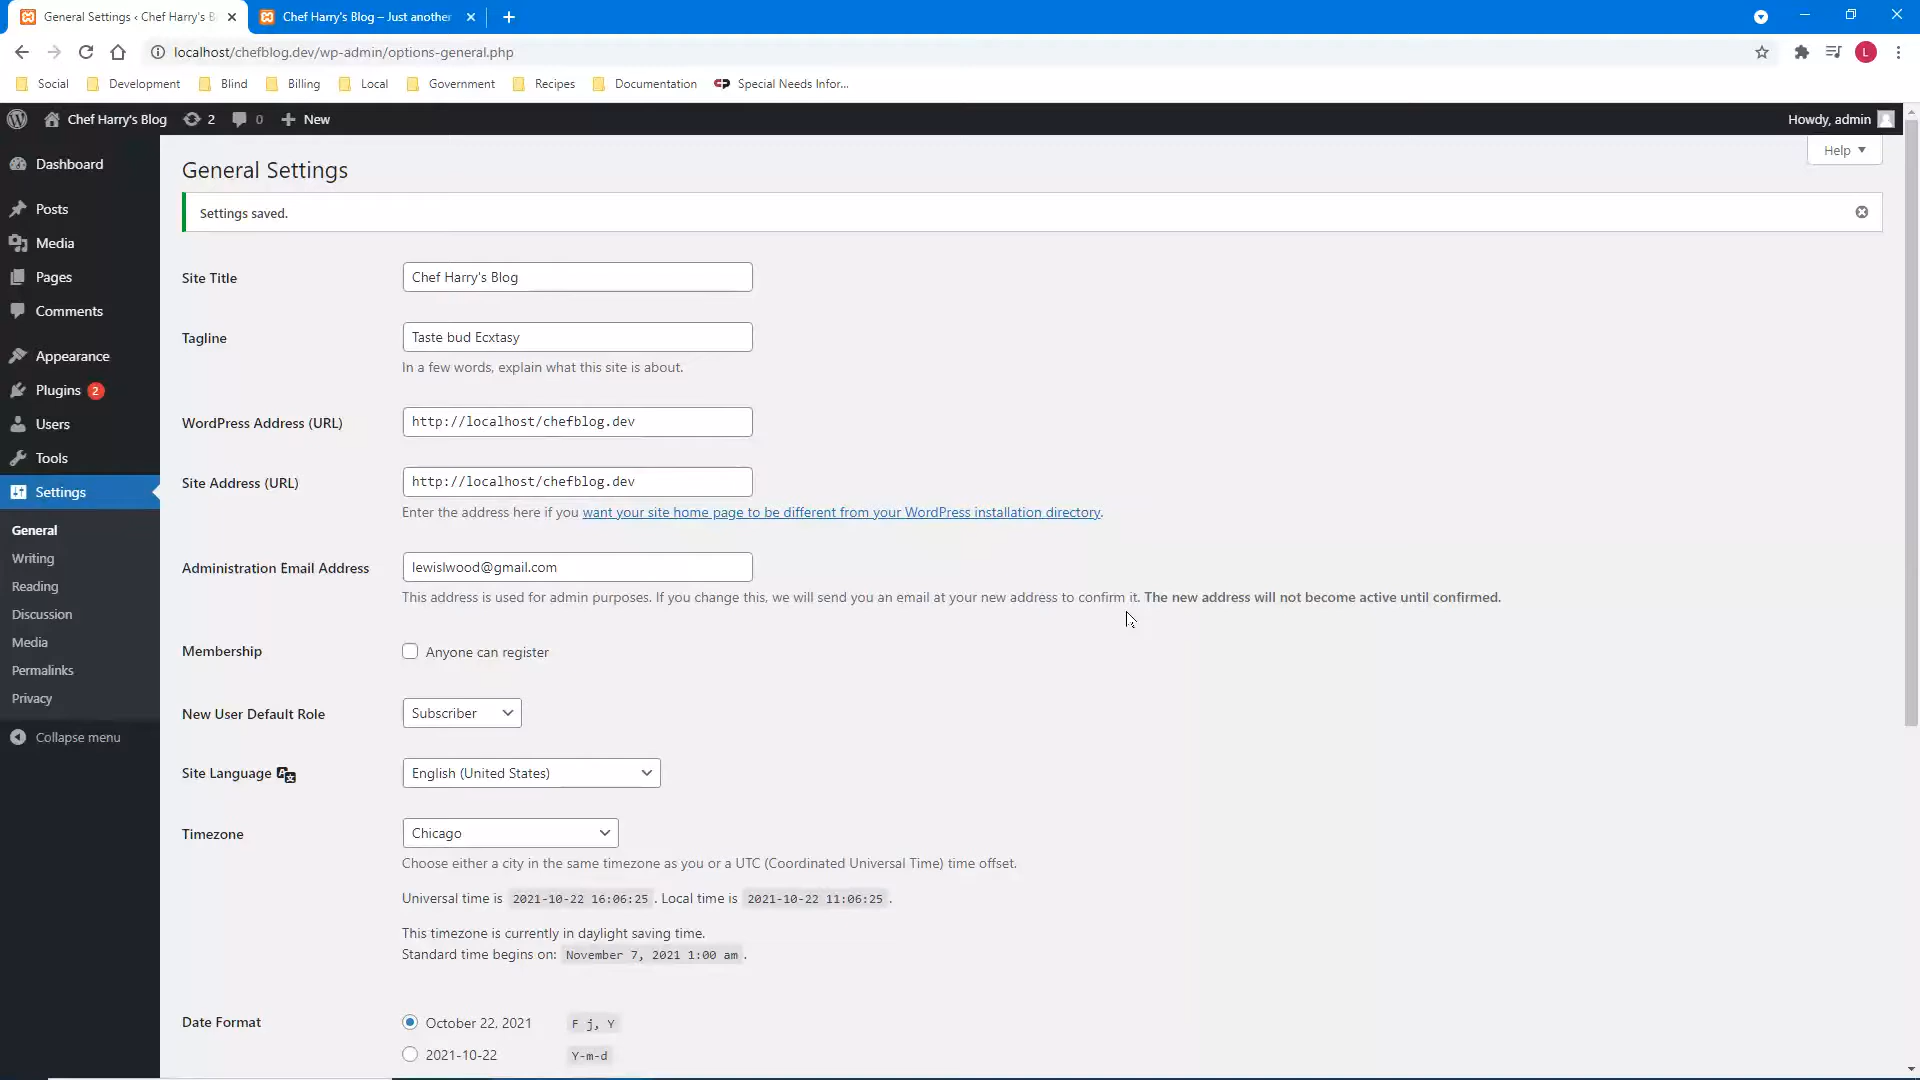 General Settings ‹ Chef Harry's B
Chef Harry's Blog – Just another
localhost/chefblog.dev/wp-admin/options-general.php
L
Social
Development
Blind
Billing
Local
Government
Recipes
Documentation
Special Needs Infor...
Chef Harry's Blog
2
0
New
Howdy, admin
Dashboard
Posts
Media
Pages
Comments
Appearance
Plugins 2
Users
Tools
Settings
General
Writing
Reading
Discussion
Media
Permalinks
Privacy
Collapse menu
Help
General Settings
Settings saved.
Site Title
Chef Harry's Blog
Tagline
Taste bud Ecxtasy
In a few words, explain what this site is about.
WordPress Address (URL)
http://localhost/chefblog.dev
Site Address (URL)
http://localhost/chefblog.dev
Enter the address here if you want your site home page to be different from your WordPress installation directory.
Administration Email Address
lewislwood@gmail.com
This address is used for admin purposes. If you change this, we will send you an email at your new address to confirm it. The new address will not become active until confirmed.
Membership
Anyone can register
New User Default Role
Subscriber
Site Language
English (United States)
Timezone
Chicago
Choose either a city in the same timezone as you or a UTC (Coordinated Universal Time) time offset.
Universal time is 2021-10-22 16:06:25 . Local time is 2021-10-22 11:06:25 .
This timezone is currently in daylight saving time.
Standard time begins on: November 7, 2021 1:00 am .
Date Format
October 22, 2021 F j, Y
2021-10-22 Y-m-d